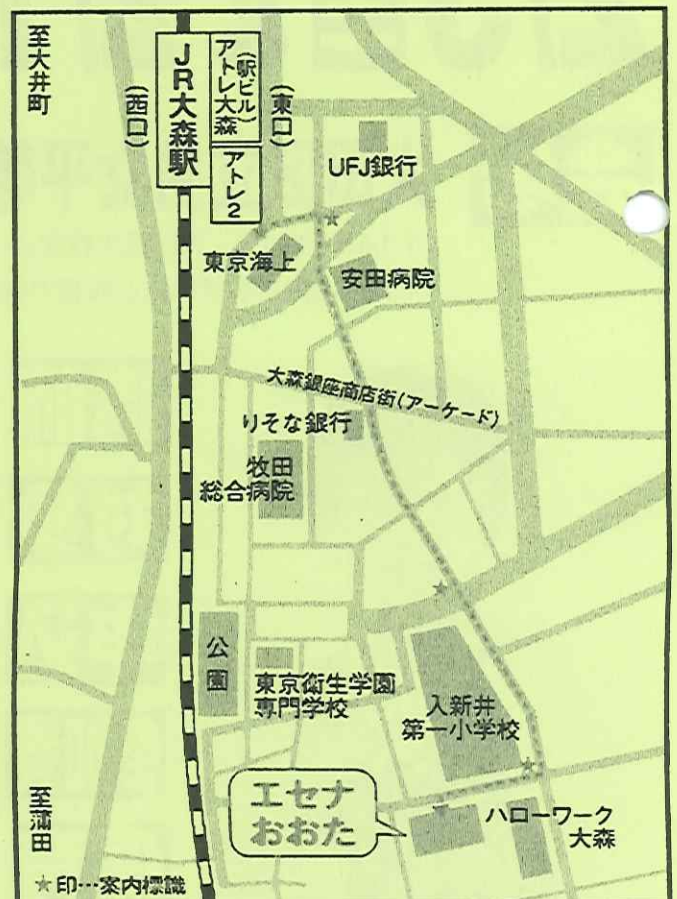 至大井町
(西口)
JR大森駅
(駅ビル)
アトレ大森
アトレ2
(東口)
UFJ銀行
東京海上
安田病院
大森銀座商店街(アーケード)
りそな銀行
牧田
総合病院
公園
東京衛生学園
専門学校
入新井
第一小学校
エセナ
おおた
ハローワーク
大森
至蒲田
☆印…案内標識